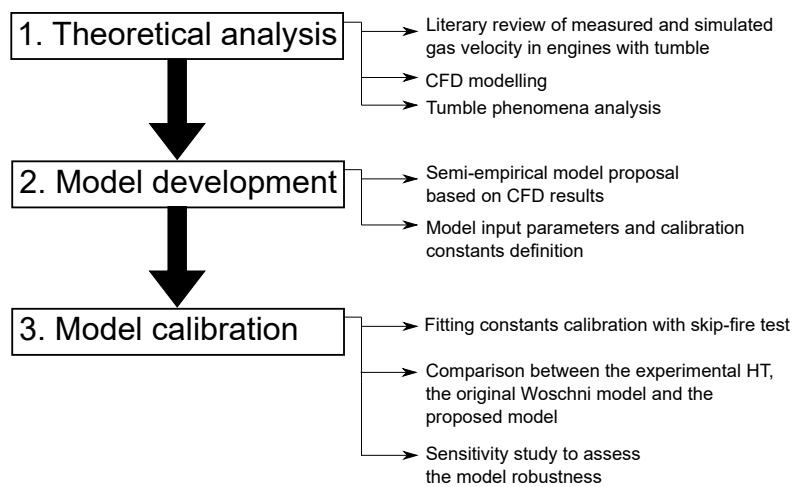 1. Theoretical analysis
Literary review of measured and simulated
gas velocity in engines with tumble
CFD modelling
Tumble phenomena analysis
2. Model development
Semi-empirical model proposal
based on CFD results
Model input parameters and calibration
constants definition
3. Model calibration
Fitting constants calibration with skip-fire test
Comparison between the experimental HT,
the original Woschni model and the
proposed model
Sensitivity study to assess
the model robustness